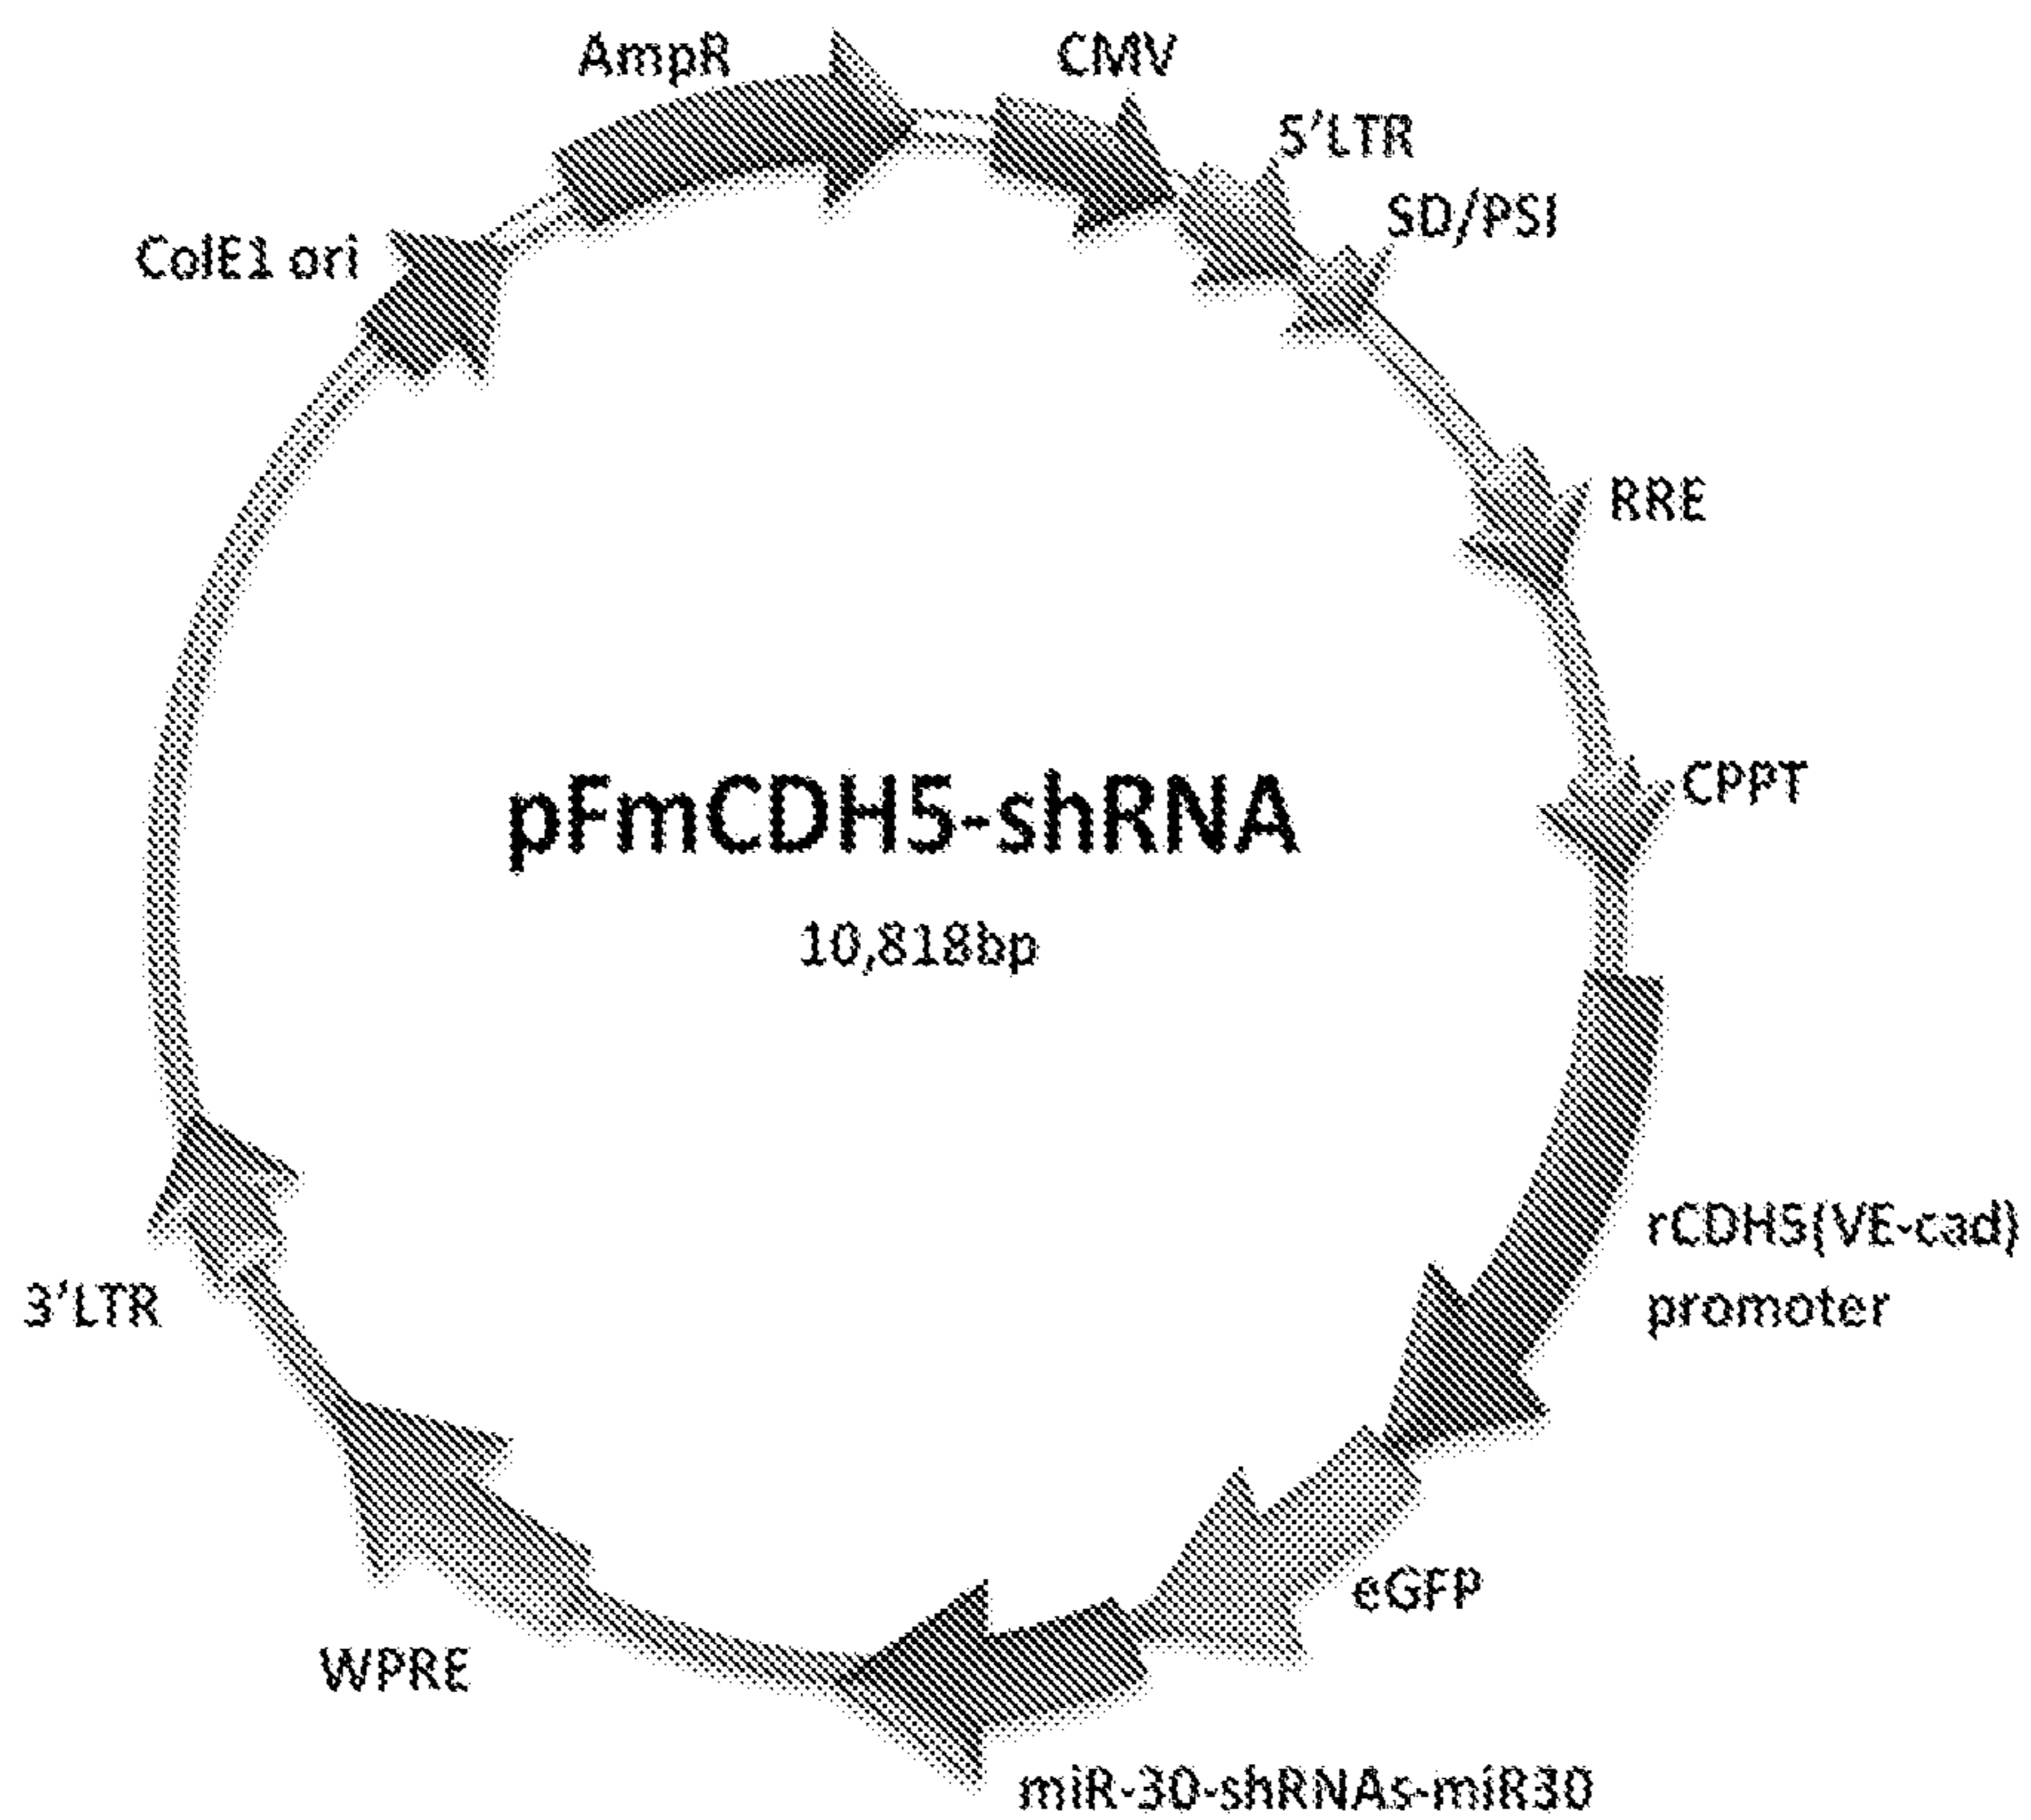 AmpR
CMV
5'LTR
SD/PSI
ColE1 ori
RRE
CPPT
pFmCDH5-shRNA
10,818bp
rCDH5(VE-cad)
promoter
3'LTR
eGFP
WPRE
miR-30-shRNAs-miR30